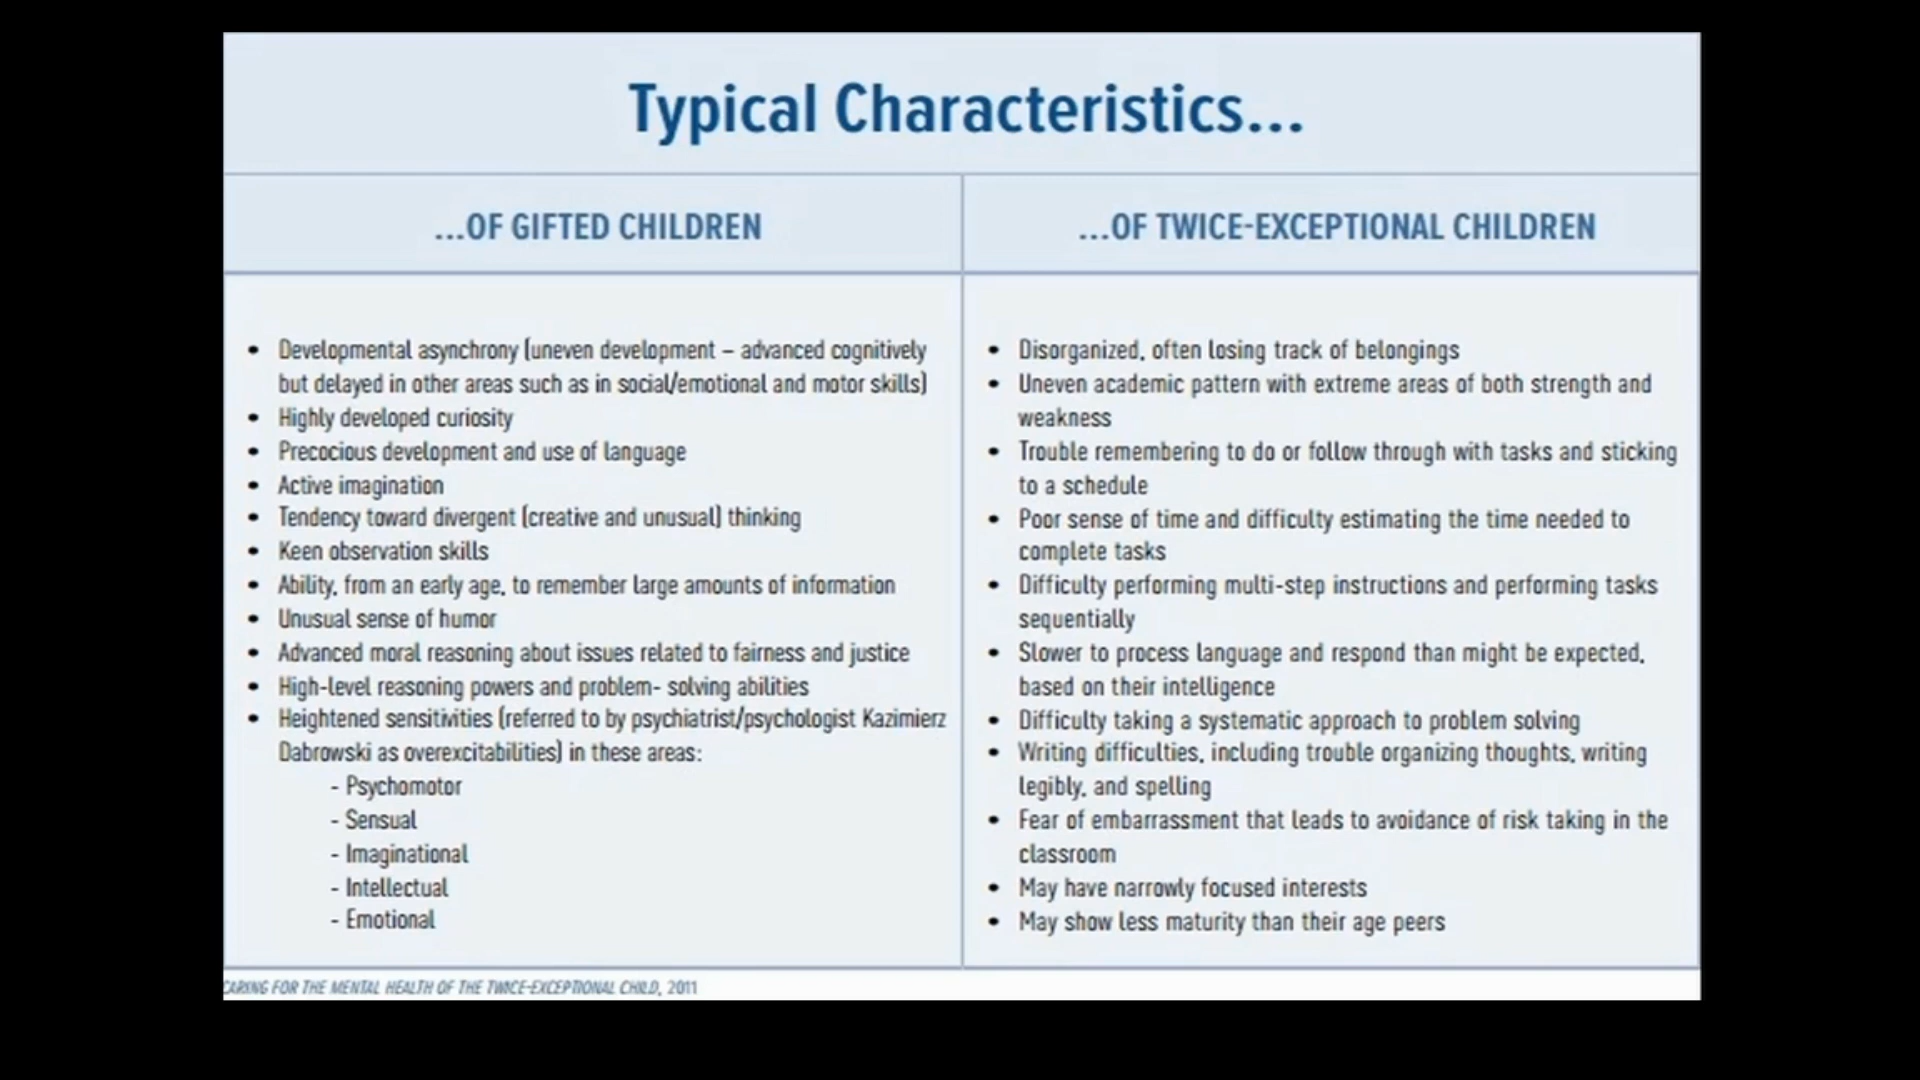 Typical Characteristics...
...OF GIFTED CHILDREN
• Developmental asynchrony (uneven development – advanced cognitively
but delayed in other areas such as in social/emotional and motor skills)
• Highly developed curiosity
• Precocious development and use of language
• Active imagination
• Tendency toward divergent (creative and unusual) thinking
• Keen observation skills
• Ability, from an early age, to remember large amounts of information
• Unusual sense of humor
• Advanced moral reasoning about issues related to fairness and justice
• High-level reasoning powers and problem- solving abilities
• Heightened sensitivities (referred to by psychiatrist/psychologist Kazimierz
Dabrowski as overexcitabilities) in these areas:
- Psychomotor
- Sensual
- Imaginational
- Intellectual
- Emotional
...OF TWICE-EXCEPTIONAL CHILDREN
• Disorganized, often losing track of belongings
• Uneven academic pattern with extreme areas of both strength and
weakness
• Trouble remembering to do or follow through with tasks and sticking
to a schedule
• Poor sense of time and difficulty estimating the time needed to
complete tasks
• Difficulty performing multi-step instructions and performing tasks
sequentially
• Slower to process language and respond than might be expected,
based on their intelligence
• Difficulty taking a systematic approach to problem solving
• Writing difficulties, including trouble organizing thoughts, writing
legibly, and spelling
• Fear of embarrassment that leads to avoidance of risk taking in the
classroom
• May have narrowly focused interests
• May show less maturity than their age peers
CARING FOR THE MENTAL HEALTH OF THE TWICE-EXCEPTIONAL CHILD, 2011